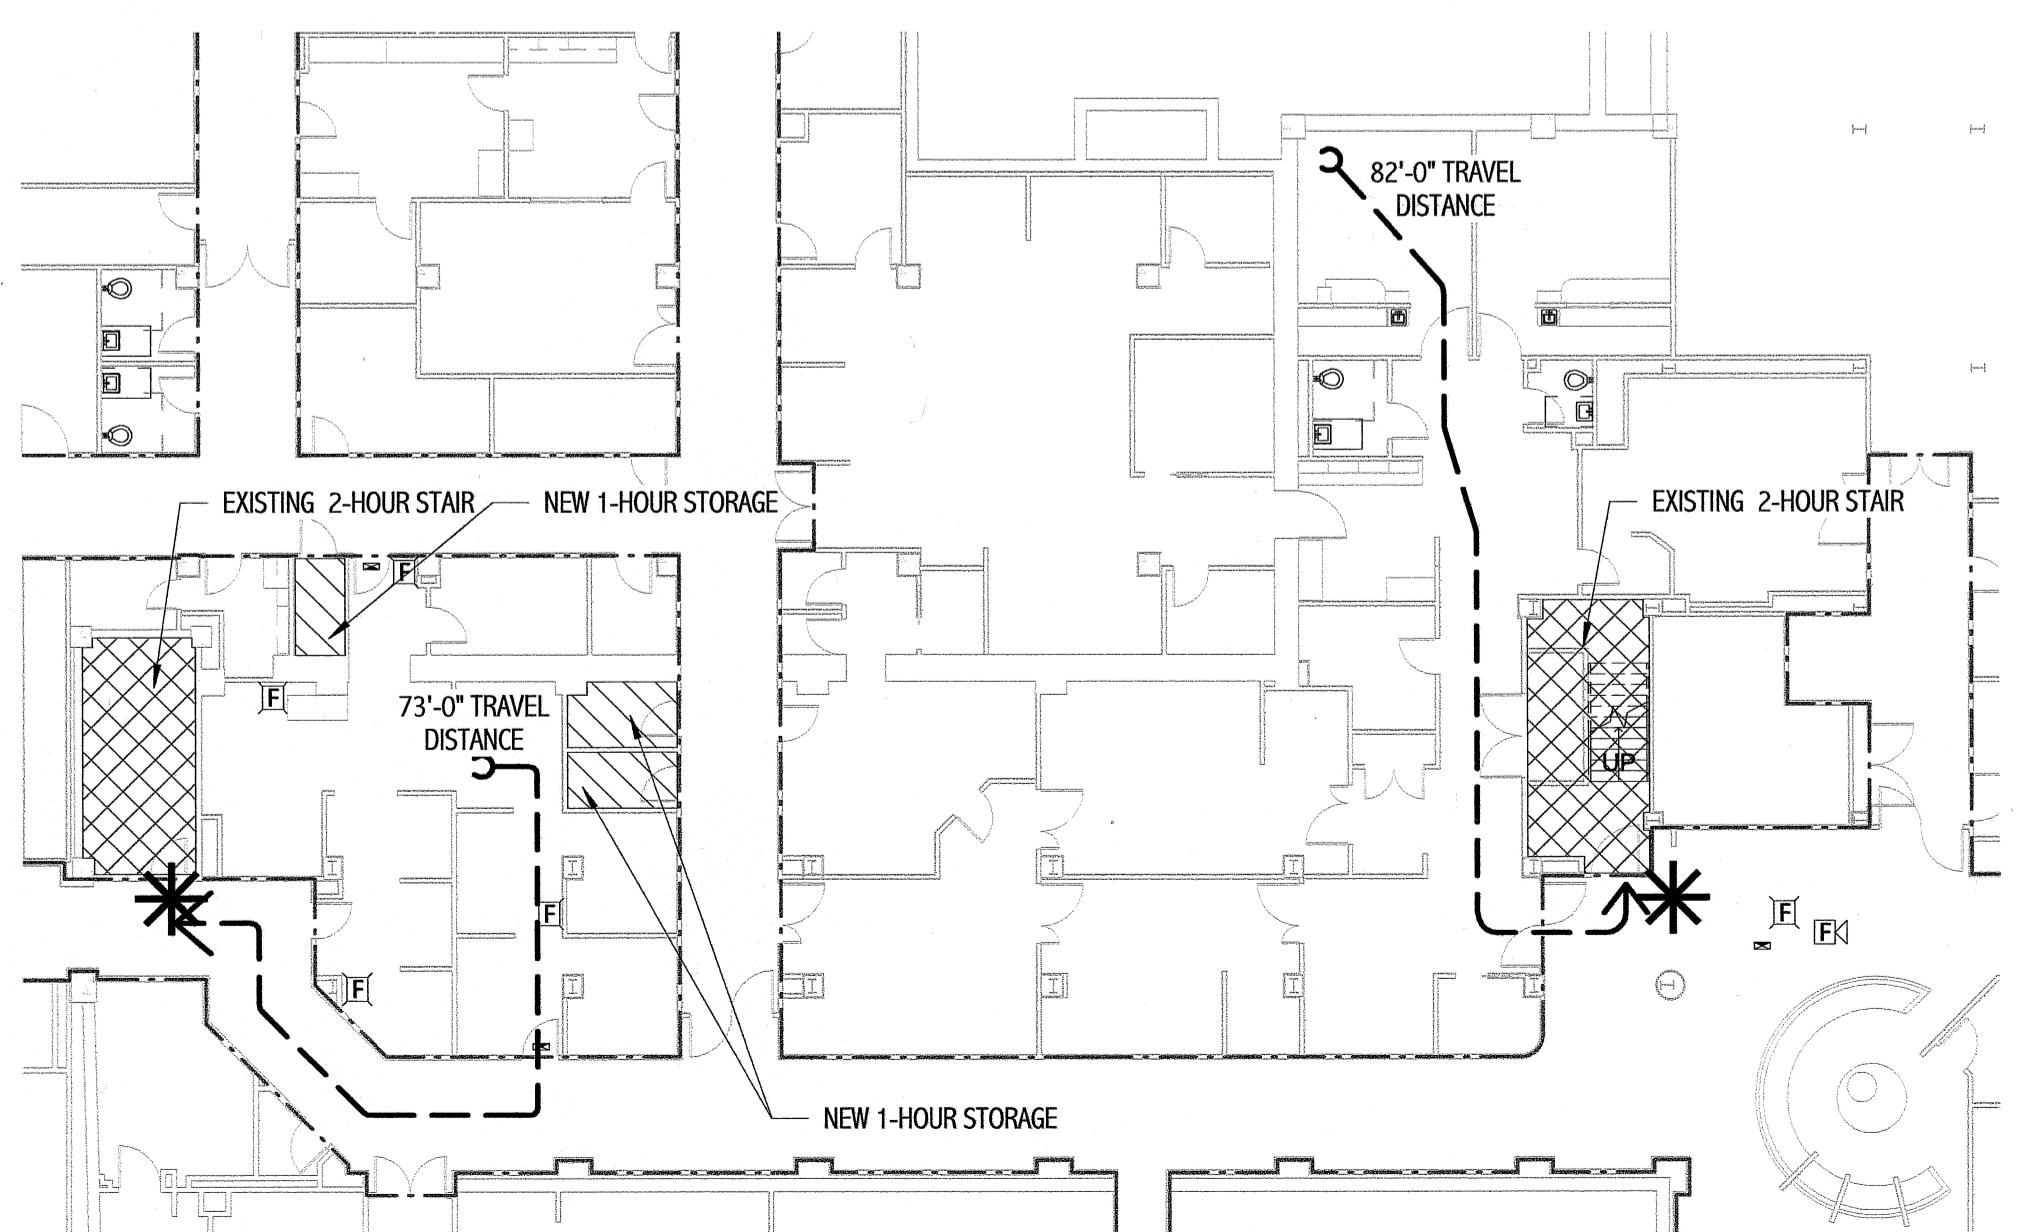 82'-0" TRAVEL
DISTANCE
EXISTING 2-HOUR STAIR
NEW 1-HOUR STORAGE
EXISTING 2-HOUR STAIR
F
F
73'-0" TRAVEL
DISTANCE
UP
F
F
F
F
NEW 1-HOUR STORAGE